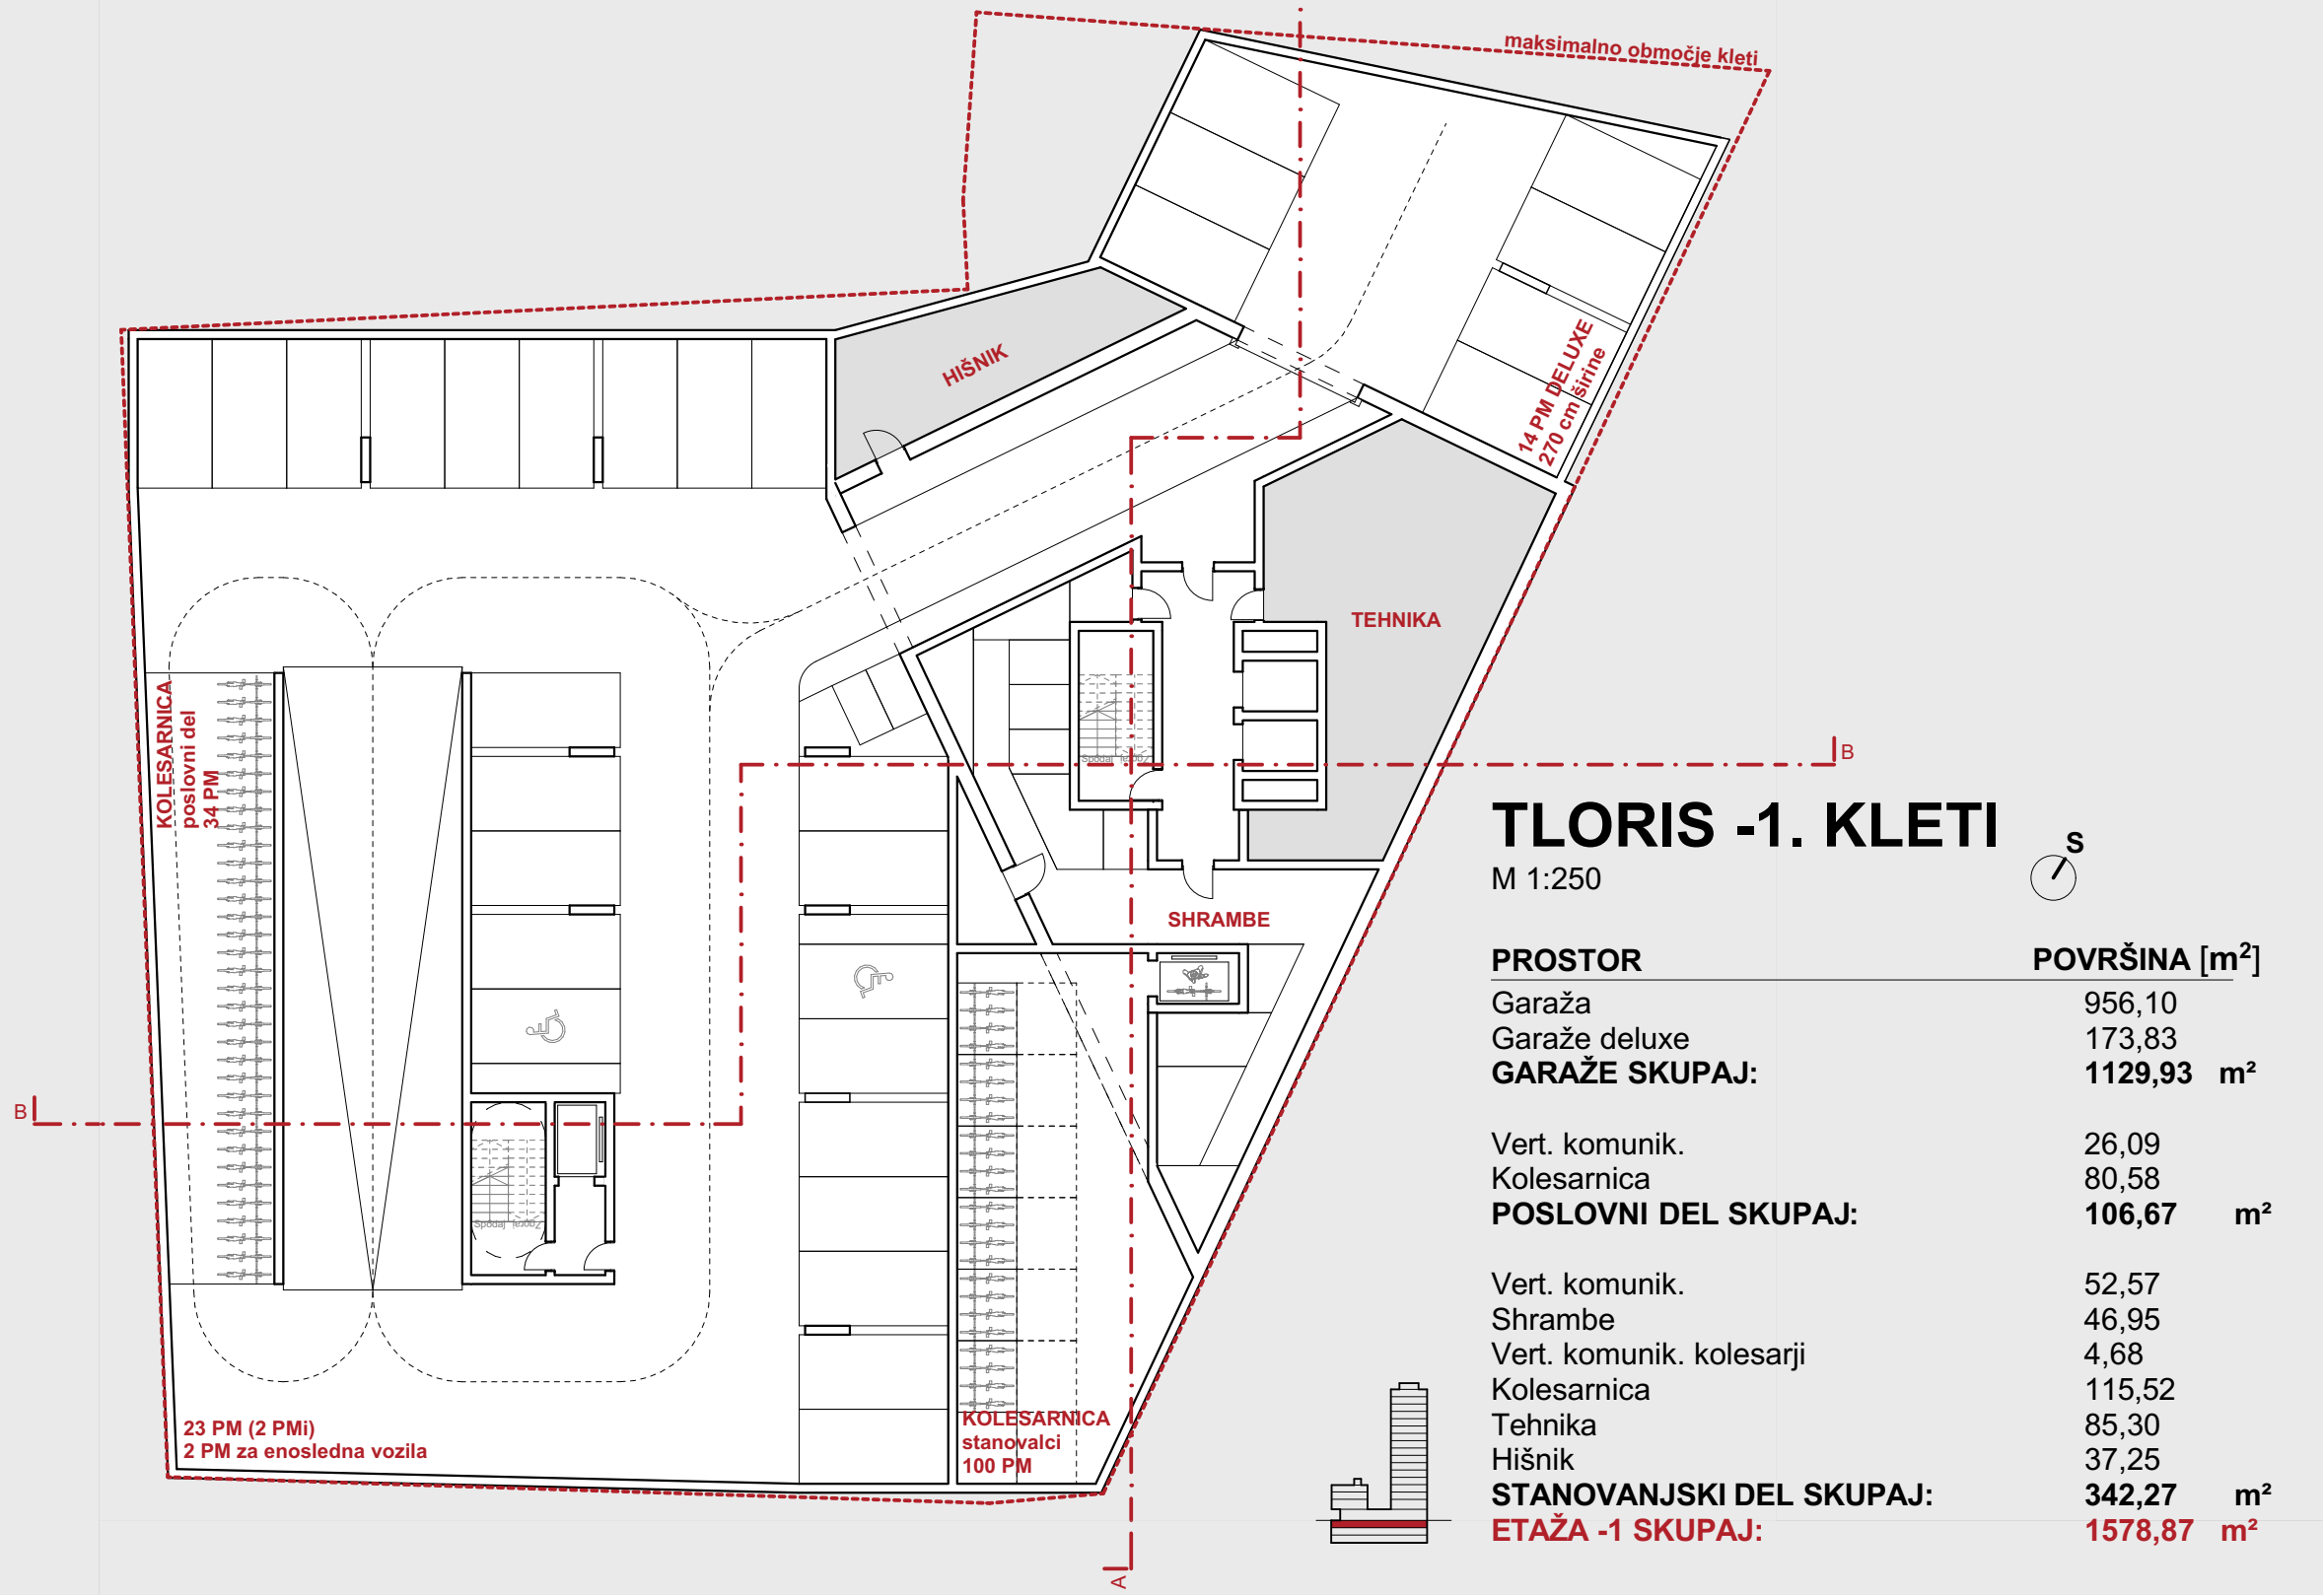 maksimalno območje kleti
HIŠNIK
14 PM DELUXE
270 cm širine
TEHNIKA
KOLESARNICA
poslovni del
34 PM
Spodaj Zgoraj
B
SHRAMBE
B
Spodaj Zgoraj
23 PM (2 PMi)
2 PM za enosledna vozila
KOLESARNICA
stanovalci
100 PM
A
TLORIS -1. KLETI
S
M 1:250
PROSTOR POVRŠINA [m²]
Garaža 956,10
Garaže deluxe 173,83
GARAŽE SKUPAJ: 1129,93 m²
Vert. komunik. 26,09
Kolesarnica 80,58
POSLOVNI DEL SKUPAJ: 106,67 m²
Vert. komunik. 52,57
Shrambe 46,95
Vert. komunik. kolesarji 4,68
Kolesarnica 115,52
Tehnika 85,30
Hišnik 37,25
STANOVANJSKI DEL SKUPAJ: 342,27 m²
ETAŽA -1 SKUPAJ: 1578,87 m²